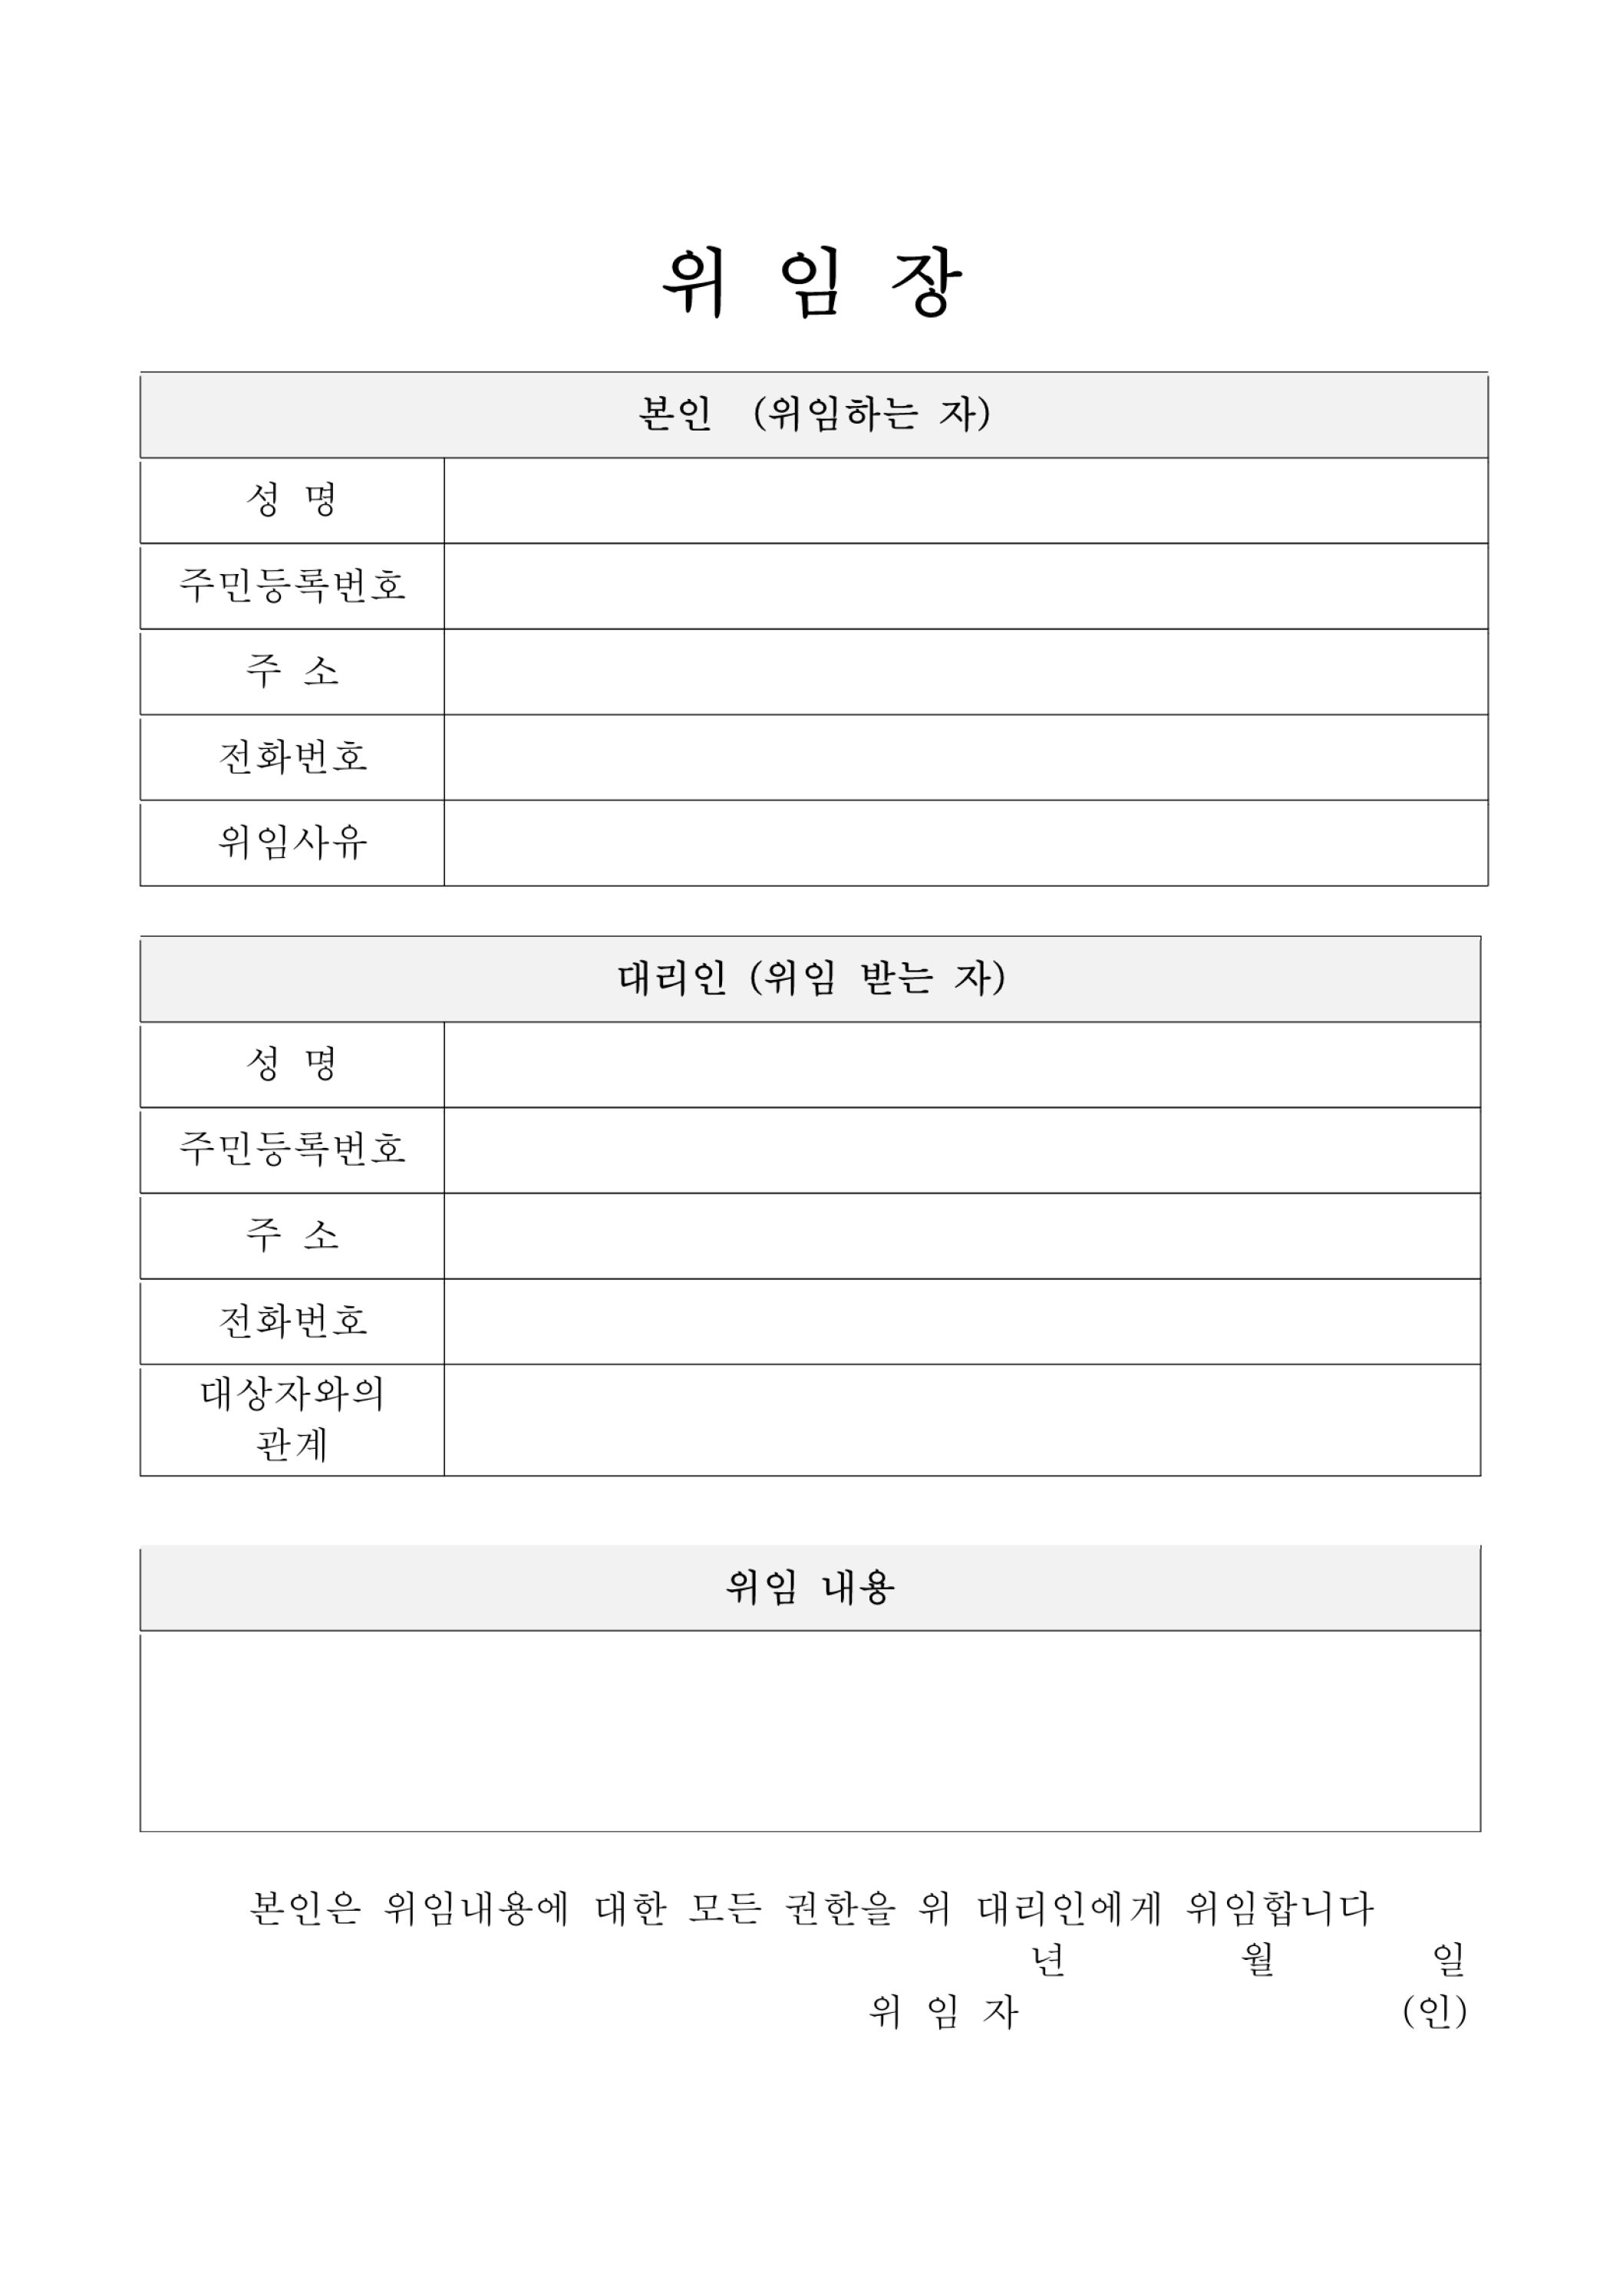 위 임 장
본인 (위임하는 자)
성 명
주민등록번호
주 소
전화번호
위임사유
대리인 (위임 받는 자)
성 명
주민등록번호
주 소
전화번호
대상자와의
관계
위임 내용
본인은 위임내용에 대한 모든 권한을 위 대리인에게 위임합니다
년 월 일
위 임 자 (인)